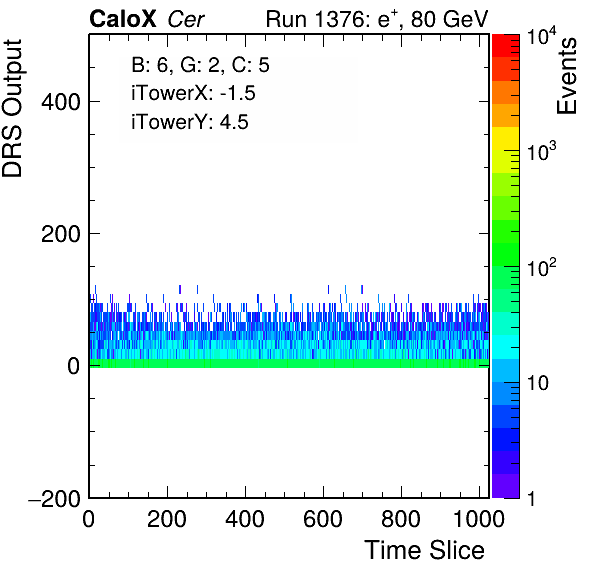 CaloX Cer Run 1376: e⁺, 80 GeV
B: 6, G: 2, C: 5
iTowerX: -1.5
iTowerY: 4.5
DRS Output
400
200
0
−200
0 200 400 600 800 1000
Time Slice
Events
10⁴
10³
10²
10
1